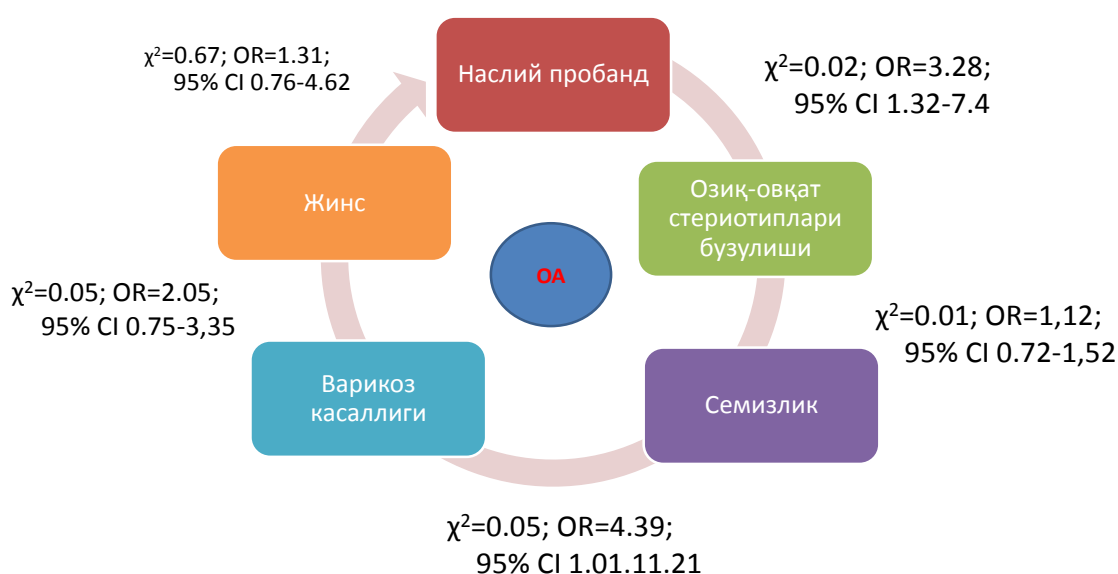 χ²=0.67; OR=1.31;
95% CI 0.76-4.62
Наслий пробанд
χ²=0.02; OR=3.28;
95% CI 1.32-7.4
Жинс
Озиқ-овқат
стериотиплари
бузулиши
ОА
χ²=0.05; OR=2.05;
95% CI 0.75-3,35
χ²=0.01; OR=1,12;
95% CI 0.72-1,52
Варикоз
касаллиги
Семизлик
χ²=0.05; OR=4.39;
95% CI 1.01.11.21